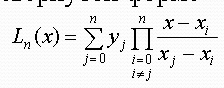 L_n(x) = \sum_{j=0}^{n} y_j \prod_{\substack{i=0 \\ i \neq j}}^{n} \frac{x - x_i}{x_j - x_i}